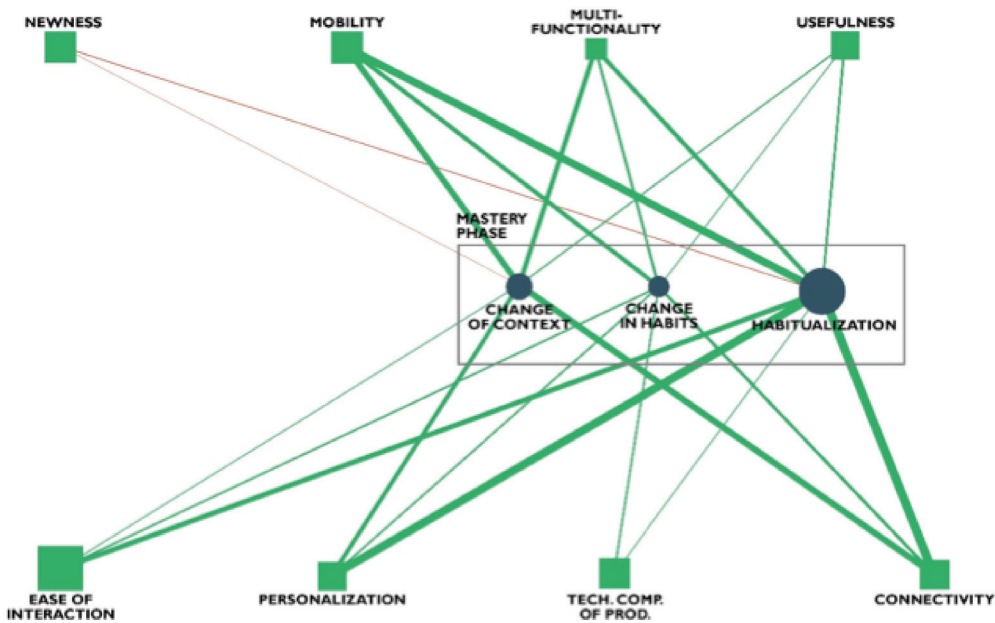 NEWNESS
MOBILITY
MULTI-
FUNCTIONALITY
USEFULNESS
MASTERY
PHASE
CHANGE
OF CONTEXT
CHANGE
IN HABITS
HABITUALIZATION
EASE OF
INTERACTION
PERSONALIZATION
TECH. COMP.
OF PROD.
CONNECTIVITY